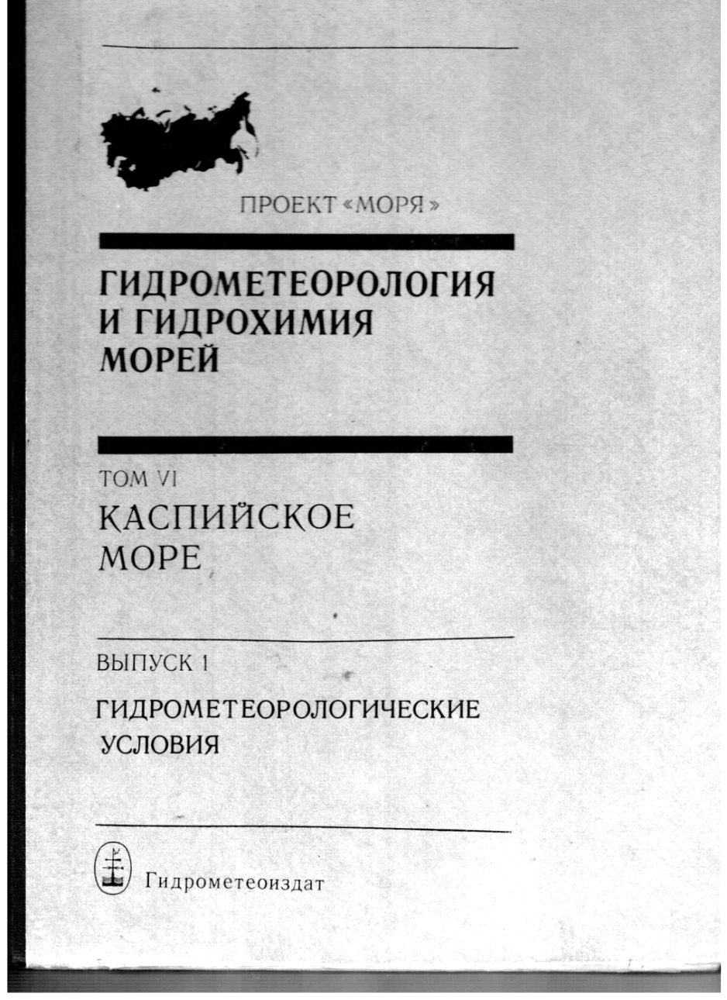 ПРОЕКТ «МОРЯ»
ГИДРОМЕТЕОРОЛОГИЯ
И ГИДРОХИМИЯ
МОРЕЙ
ТОМ VI
КАСПИЙСКОЕ
МОРЕ
ВЫПУСК 1
ГИДРОМЕТЕОРОЛОГИЧЕСКИЕ
УСЛОВИЯ
Гидрометеоиздат